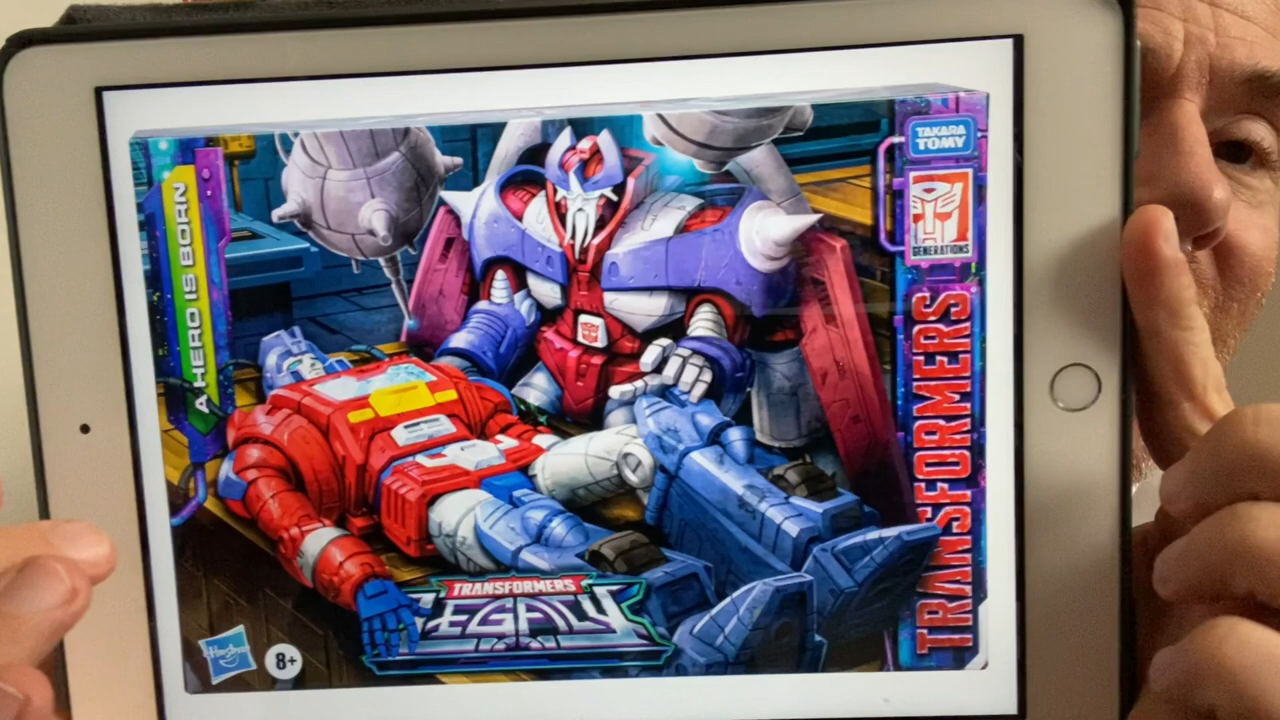 A HERO IS BORN
TAKARA
TOMY
GENERATIONS
TRANSFORMERS
TRANSFORMERS
LEGACY
Hasbro
8+